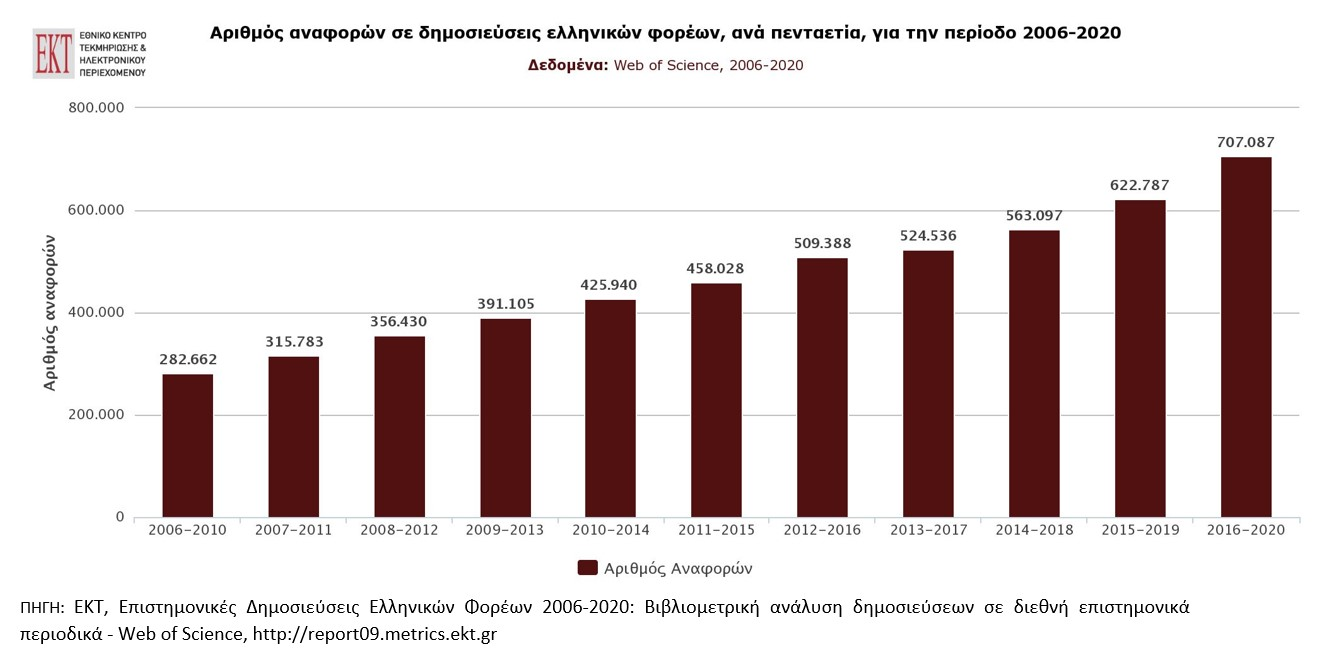 Αριθμός αναφορών σε δημοσιεύσεις ελληνικών φορέων, ανά πενταετία, για την περίοδο 2006-2020
Δεδομένα: Web of Science, 2006-2020
ΕΚΤ
ΕΘΝΙΚΟ ΚΕΝΤΡΟ
ΤΕΚΜΗΡΙΩΣΗΣ &
ΗΛΕΚΤΡΟΝΙΚΟΥ
ΠΕΡΙΕΧΟΜΕΝΟΥ
Αριθμός αναφορών
800.000
600.000
400.000
200.000
0
282.662
315.783
356.430
391.105
425.940
458.028
509.388
524.536
563.097
622.787
707.087
2006-2010 2007-2011 2008-2012 2009-2013 2010-2014 2011-2015 2012-2016 2013-2017 2014-2018 2015-2019 2016-2020
Αριθμός Αναφορών
ΠΗΓΗ: ΕΚΤ, Επιστημονικές Δημοσιεύσεις Ελληνικών Φορέων 2006-2020: Βιβλιομετρική ανάλυση δημοσιεύσεων σε διεθνή επιστημονικά
περιοδικά - Web of Science, http://report09.metrics.ekt.gr